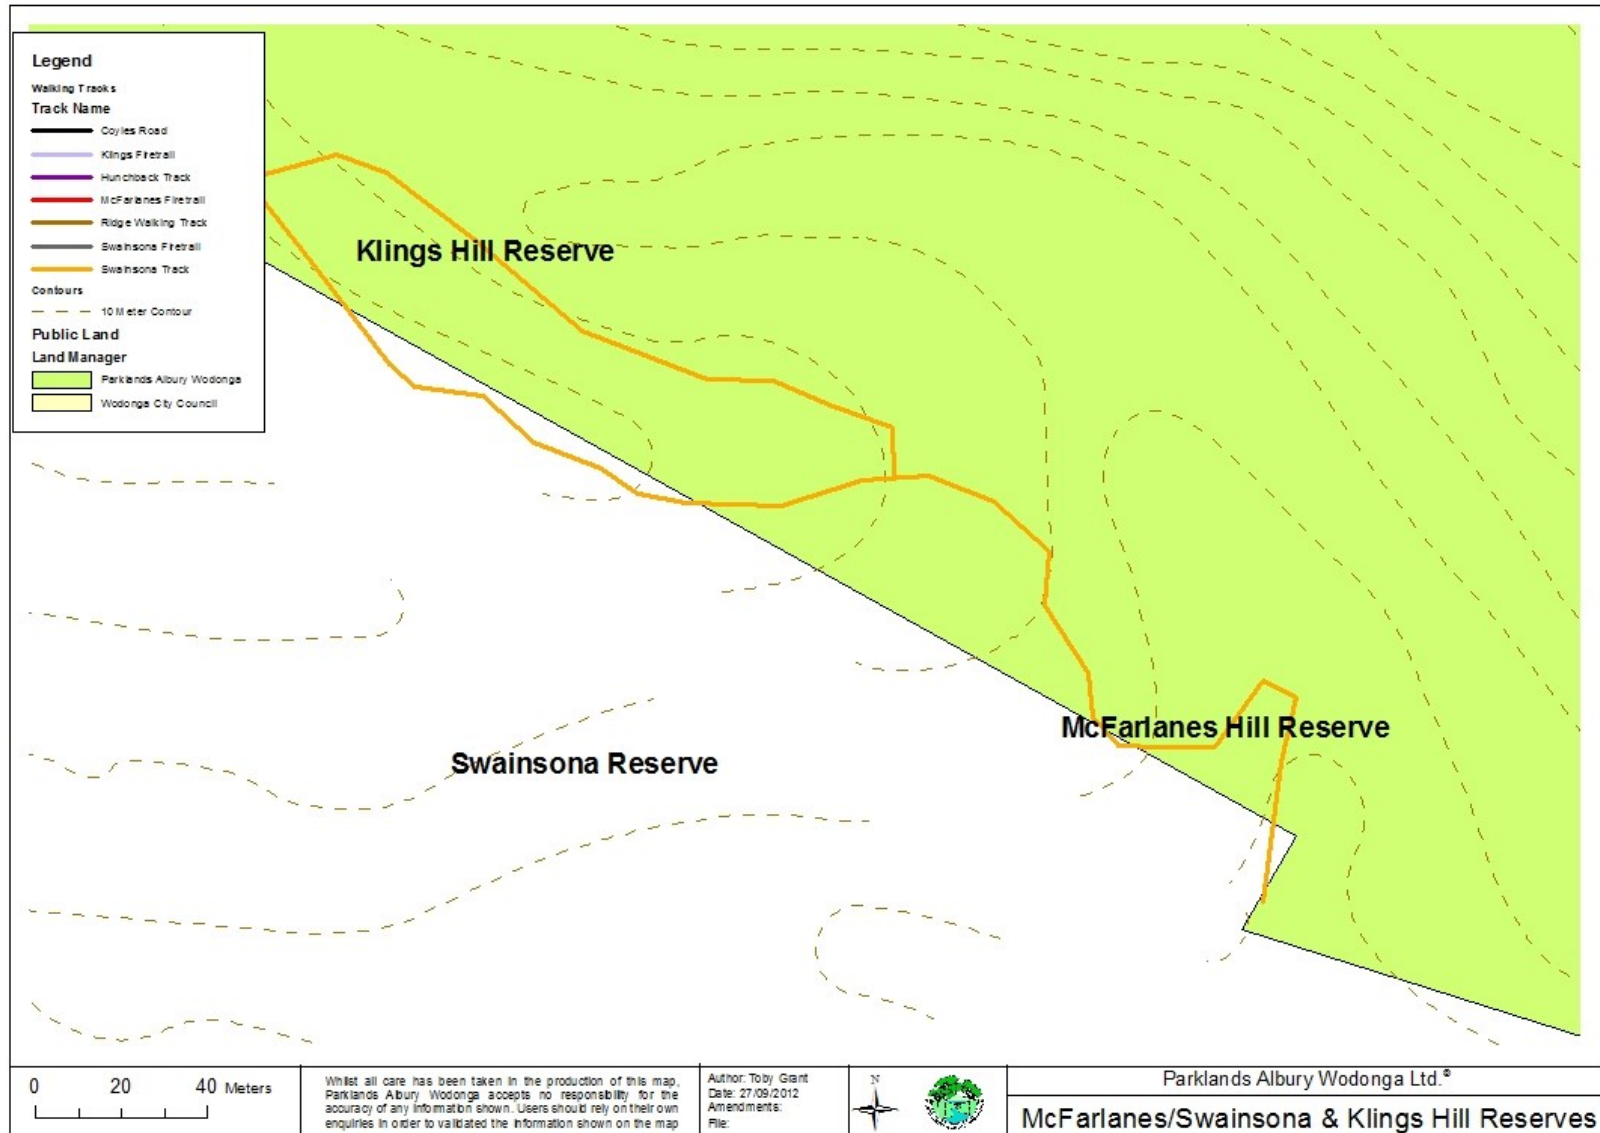 Legend
Walking Tracks
Track Name
Coyles Road
Klings Firetrail
Hunchback Track
McFarlanes Firetrail
Ridge Walking Track
Swainsona Firetrail
Swainsona Track
Contours
10 Meter Contour
Public Land
Land Manager
Parklands Albury Wodonga
Wodonga City Council
Klings Hill Reserve
McFarlanes Hill Reserve
Swainsona Reserve
0 20 40 Meters
Whilst all care has been taken in the production of this map,
Parklands Albury Wodonga accepts no responsibility for the
accuracy of any information shown. Users should rely on their own
enquiries in order to validated the information shown on the map
Author: Toby Grant
Date: 27/09/2012
Amendments:
File:
N
Parklands Albury Wodonga Ltd.®
McFarlanes/Swainsona & Klings Hill Reserves